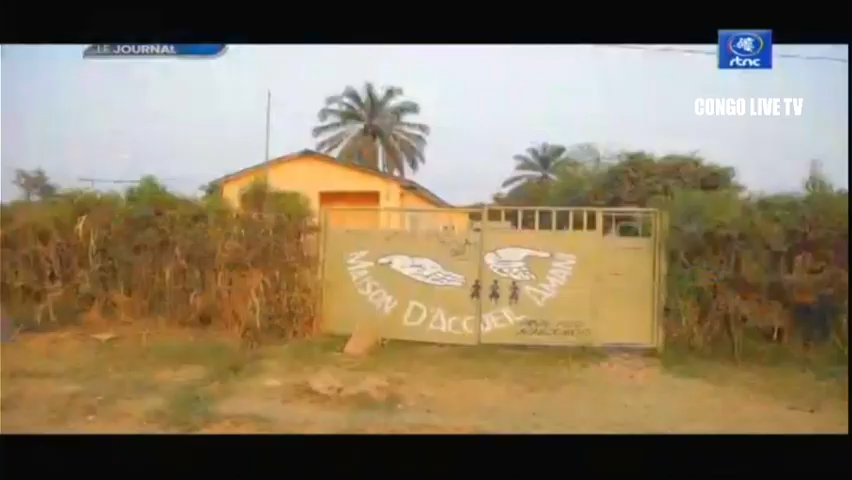 LE JOURNAL
rtnc
CONGO LIVE TV
MAISON D'ACCUEIL AMANI